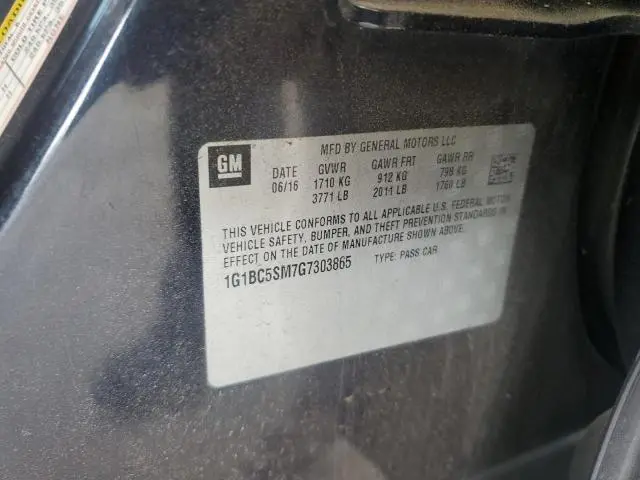 MFD BY GENERAL MOTORS LLC
GM
DATE GVWR GAWR FRT GAWR RR
06/16 1710 KG 912 KG 798 KG
3771 LB 2011 LB 1760 LB
THIS VEHICLE CONFORMS TO ALL APPLICABLE U.S. FEDERAL MOTOR
VEHICLE SAFETY, BUMPER, AND THEFT PREVENTION STANDARDS IN
EFFECT ON THE DATE OF MANUFACTURE SHOWN ABOVE.
1G1BC5SM7G7303865 TYPE: PASS CAR